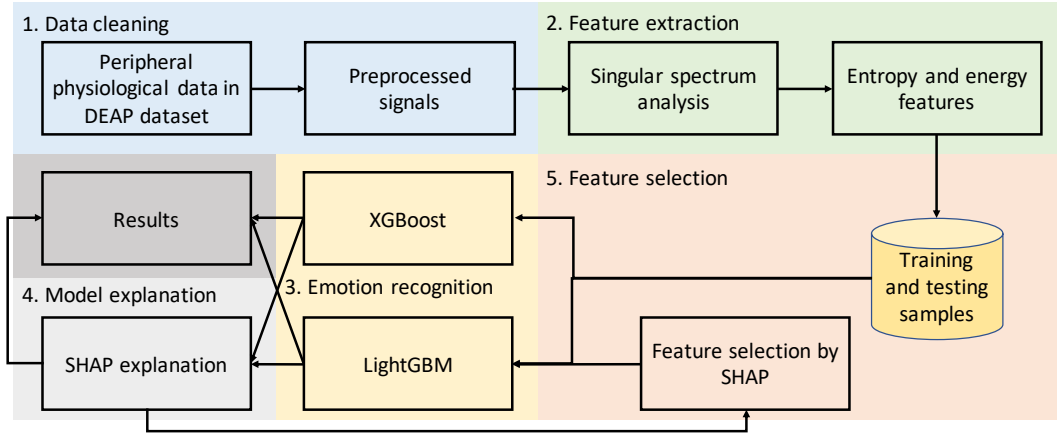 1. Data cleaning
Peripheral
physiological data in
DEAP dataset
Preprocessed
signals
2. Feature extraction
Singular spectrum
analysis
Entropy and energy
features
5. Feature selection
Training
and testing
samples
Feature selection by
SHAP
XGBoost
3. Emotion recognition
LightGBM
Results
4. Model explanation
SHAP explanation